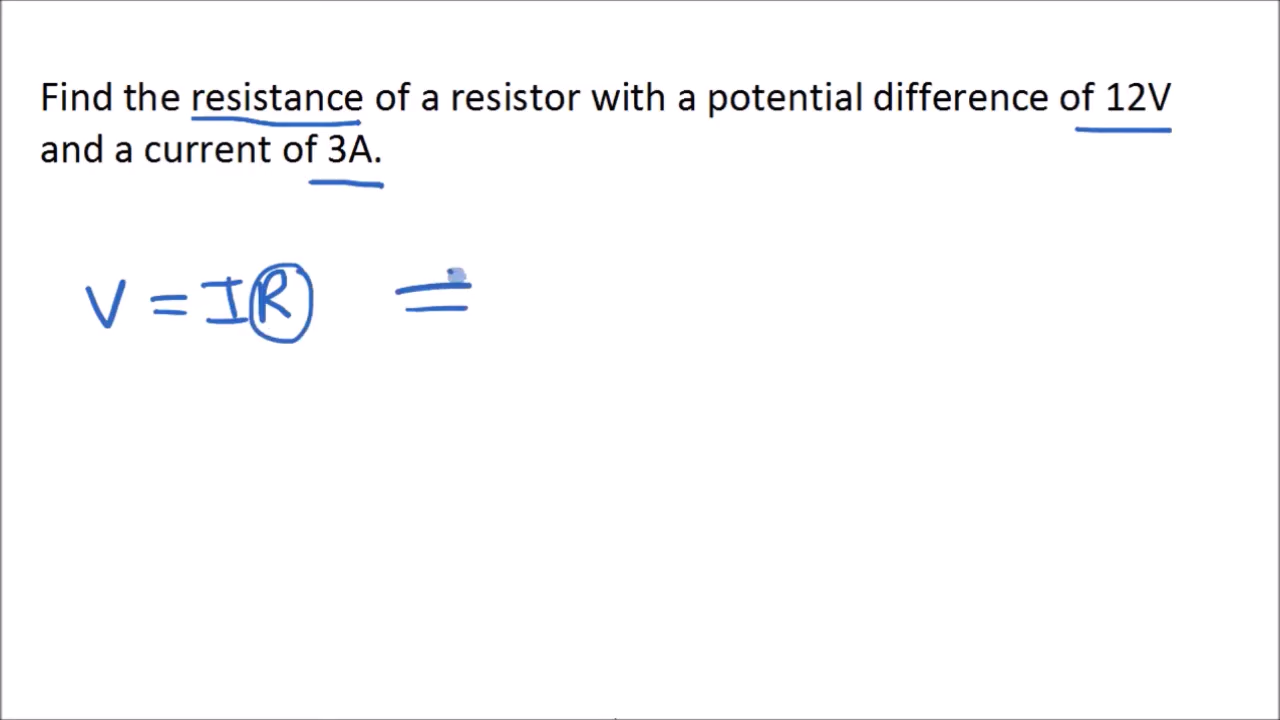 Find the resistance of a resistor with a potential difference of 12V
and a current of 3A.
V = IR =